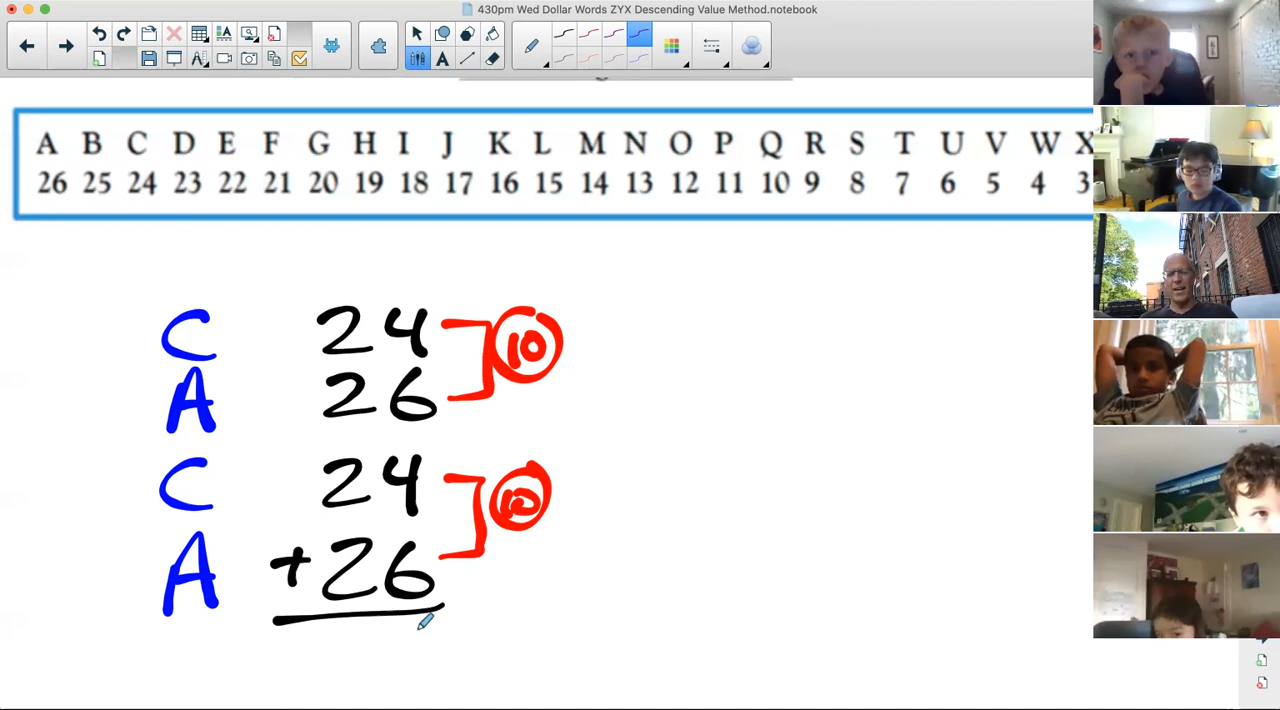 430pm Wed Dollar Words ZYX Descending Value Method.notebook
A B C D E F G H I J K L M N O P Q R S T U V W X
26 25 24 23 22 21 20 19 18 17 16 15 14 13 12 11 10 9 8 7 6 5 4 3
C 24
10
A 26
C 24
10
A +26